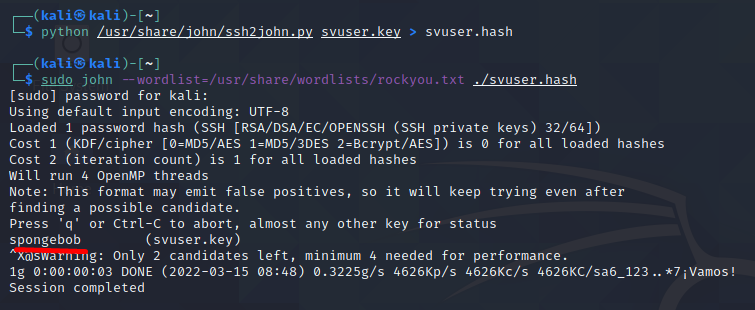 ┌──(kali㉿kali)-[~]
└─$ python /usr/share/john/ssh2john.py svuser.key > svuser.hash
┌──(kali㉿kali)-[~]
└─$ sudo john --wordlist=/usr/share/wordlists/rockyou.txt ./svuser.hash
[sudo] password for kali:
Using default input encoding: UTF-8
Loaded 1 password hash (SSH [RSA/DSA/EC/OPENSSH (SSH private keys) 32/64])
Cost 1 (KDF/cipher [0=MD5/AES 1=MD5/3DES 2=Bcrypt/AES]) is 0 for all loaded hashes
Cost 2 (iteration count) is 1 for all loaded hashes
Will run 4 OpenMP threads
Note: This format may emit false positives, so it will keep trying even after
finding a possible candidate.
Press 'q' or Ctrl-C to abort, almost any other key for status
spongebob        (svuser.key)
^X@sWarning: Only 2 candidates left, minimum 4 needed for performance.
1g 0:00:00:03 DONE (2022-03-15 08:48) 0.3225g/s 4626Kp/s 4626Kc/s 4626KC/sa6_123..*7¡Vamos!
Session completed